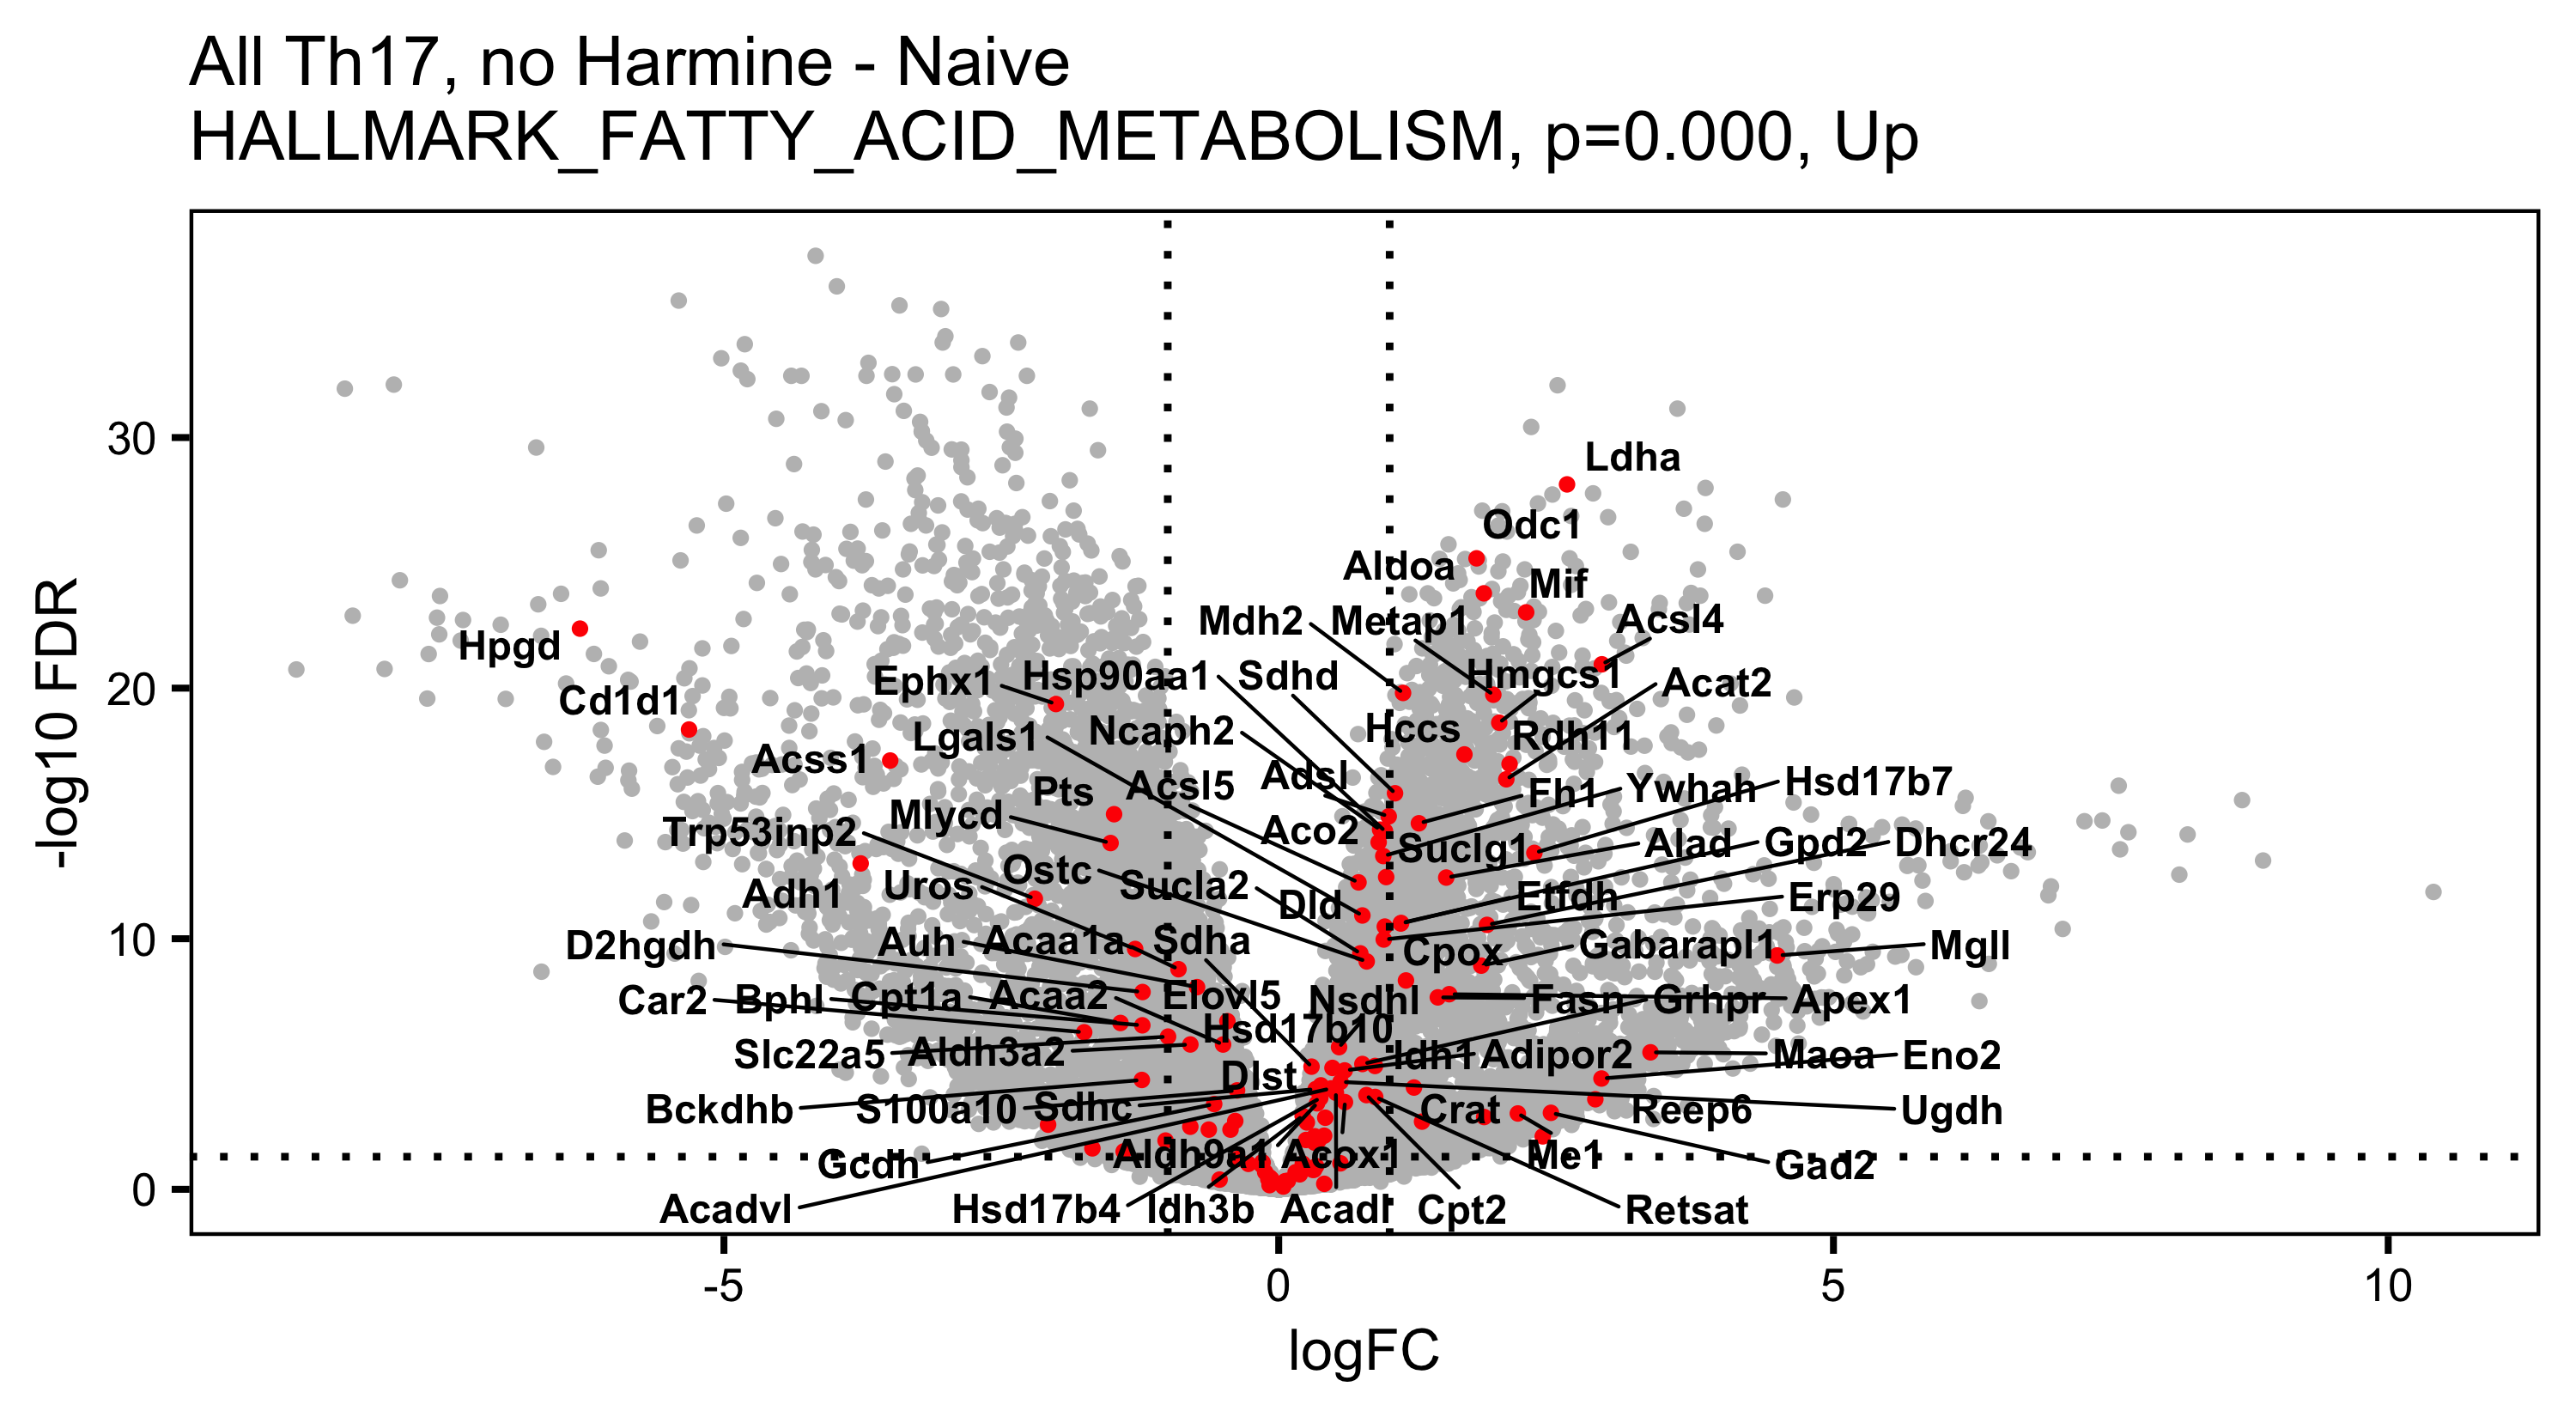 All Th17, no Harmine - Naive
HALLMARK_FATTY_ACID_METABOLISM, p=0.000, Up
-log10 FDR
30
20
10
0
Ldha
Odc1
Aldoa
Mif
Mdh2 Metap1 Acsl4
Hpgd
Ephx1 Hsp90aa1 Sdhd Hmgcs1 Acat2
Cd1d1
Lgals1 Ncaph2 Hccs Rdh11
Acss1
Pts Acsl5 Adsl Fh1 Ywhah Hsd17b7
Trp53inp2 Mlycd Aco2 Suclg1 Alad Gpd2 Dhcr24
Adh1 Uros Ostc Sucla2 Dld Etfdh Erp29
D2hgdh Auh Acaa1a Sdha Cpox Gabarapl1 Mgll
Car2 Bphl Cpt1a Acaa2 Elovl5 Nsdhl Fasn Grhpr Apex1
Hsd17b10
Slc22a5 Aldh3a2 Idh1 Adipor2 Maoa Eno2
Dlst
Bckdhb S100a10 Sdhc Crat Reep6 Ugdh
Gcdh Aldh9a1 Acox1 Me1 Gad2
Acadvl Hsd17b4 Idh3b Acadl Cpt2 Retsat
-5
0
5
10
logFC